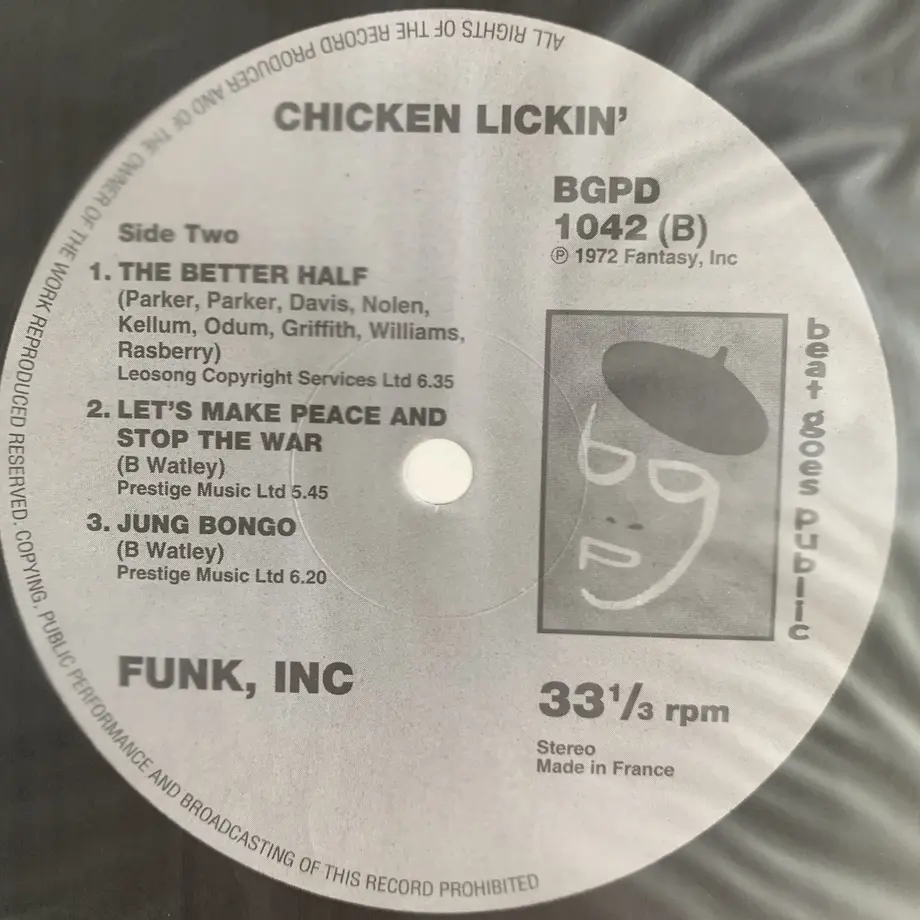 ALL RIGHTS OF THE RECORD PRODUCER AND OF THE OWNER OF THE WORK REPRODUCED RESERVED. COPYING, PUBLIC PERFORMANCE AND BROADCASTING OF THIS RECORD PROHIBITED
CHICKEN LICKIN'
BGPD
1042 (B)
℗ 1972 Fantasy, Inc
Side Two
1. THE BETTER HALF
(Parker, Parker, Davis, Nolen,
Kellum, Odum, Griffith, Williams,
Rasberry)
Leosong Copyright Services Ltd 6.35
2. LET'S MAKE PEACE AND
STOP THE WAR
(B Watley)
Prestige Music Ltd 5.45
3. JUNG BONGO
(B Watley)
Prestige Music Ltd 6.20
beat goes public
FUNK, INC
33⅓ rpm
Stereo
Made in France